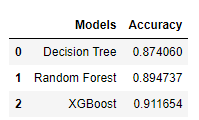 Models Accuracy
0 Decision Tree 0.874060
1 Random Forest 0.894737
2 XGBoost 0.911654